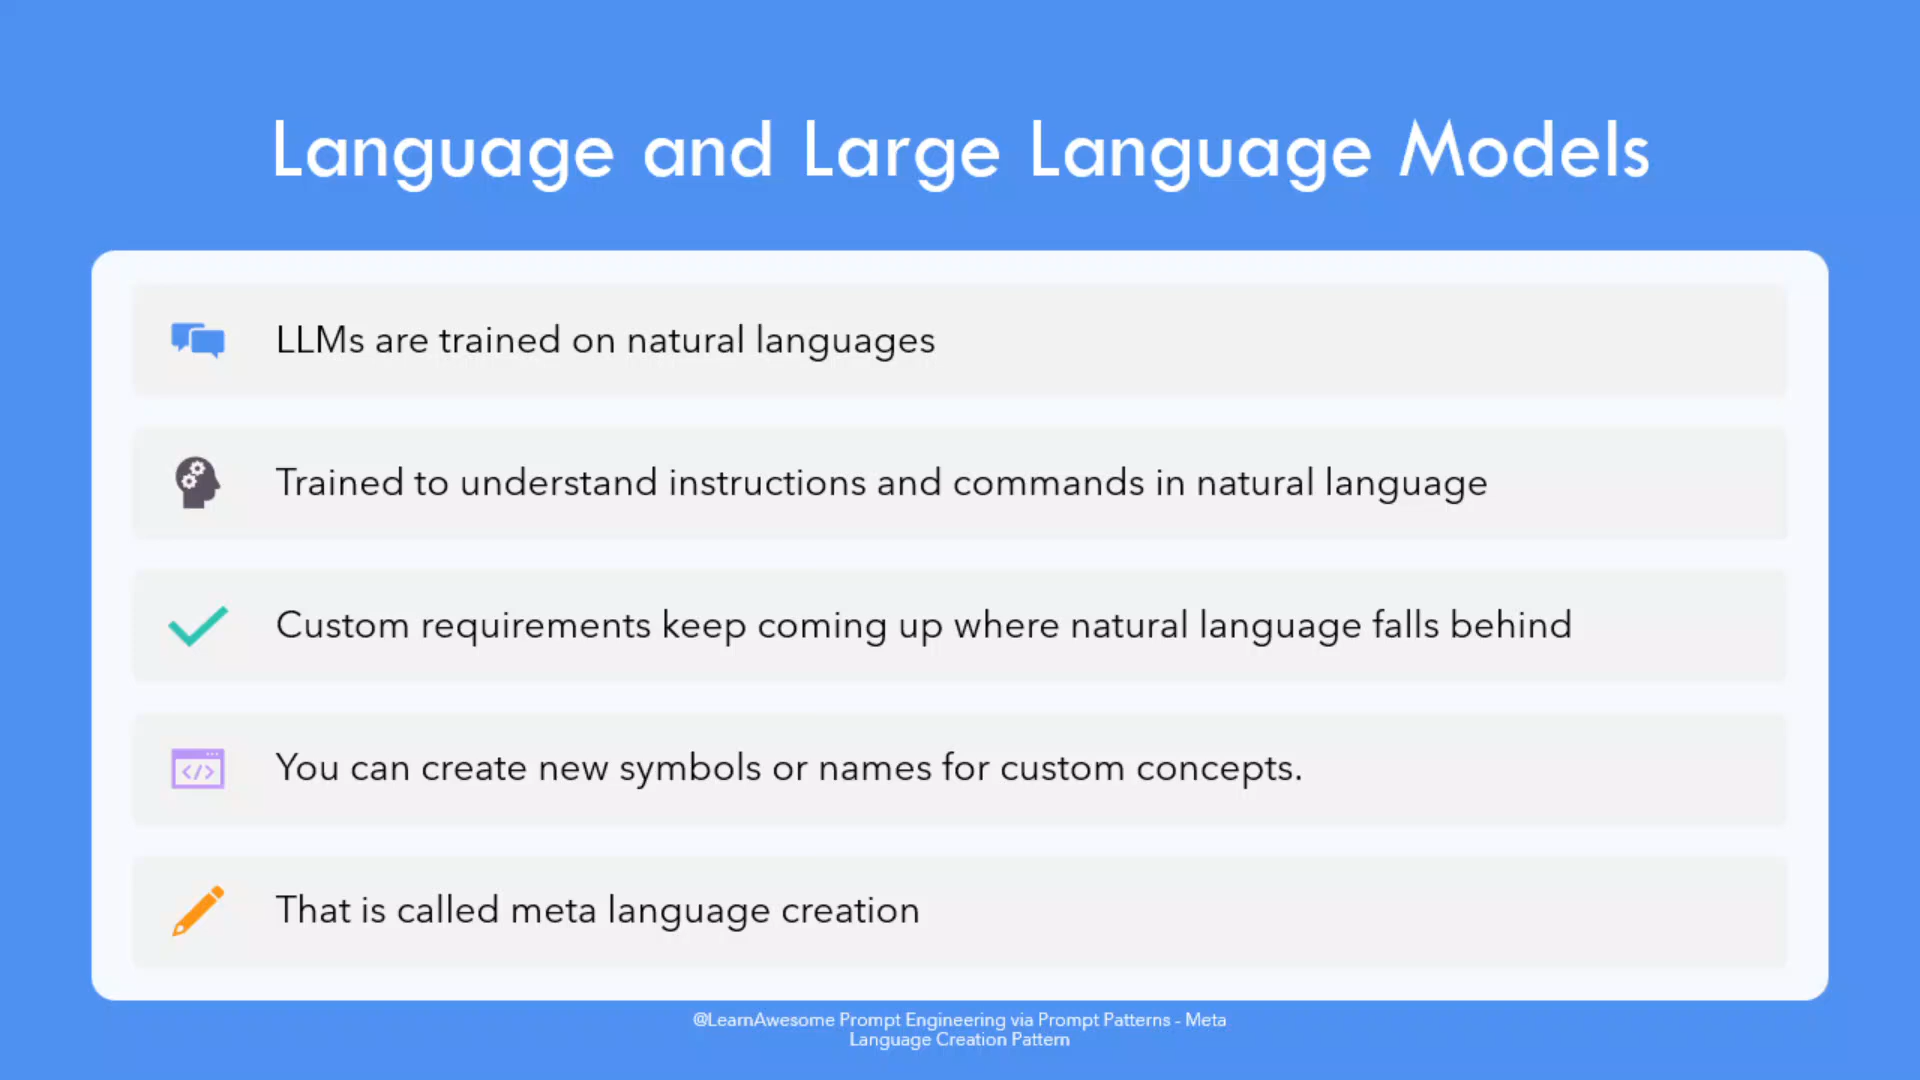 Language and Large Language Models
LLMs are trained on natural languages
Trained to understand instructions and commands in natural language
Custom requirements keep coming up where natural language falls behind
</>
You can create new symbols or names for custom concepts.
That is called meta language creation
@LearnAwesome Prompt Engineering via Prompt Patterns - Meta
Language Creation Pattern